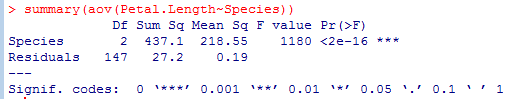 > summary(aov(Petal.Length~Species))
             Df Sum Sq Mean Sq F value Pr(>F)
Species       2  437.1  218.55    1180 <2e-16 ***
Residuals   147   27.2    0.19
---
Signif. codes:  0 ‘***’ 0.001 ‘**’ 0.01 ‘*’ 0.05 ‘.’ 0.1 ‘ ’ 1